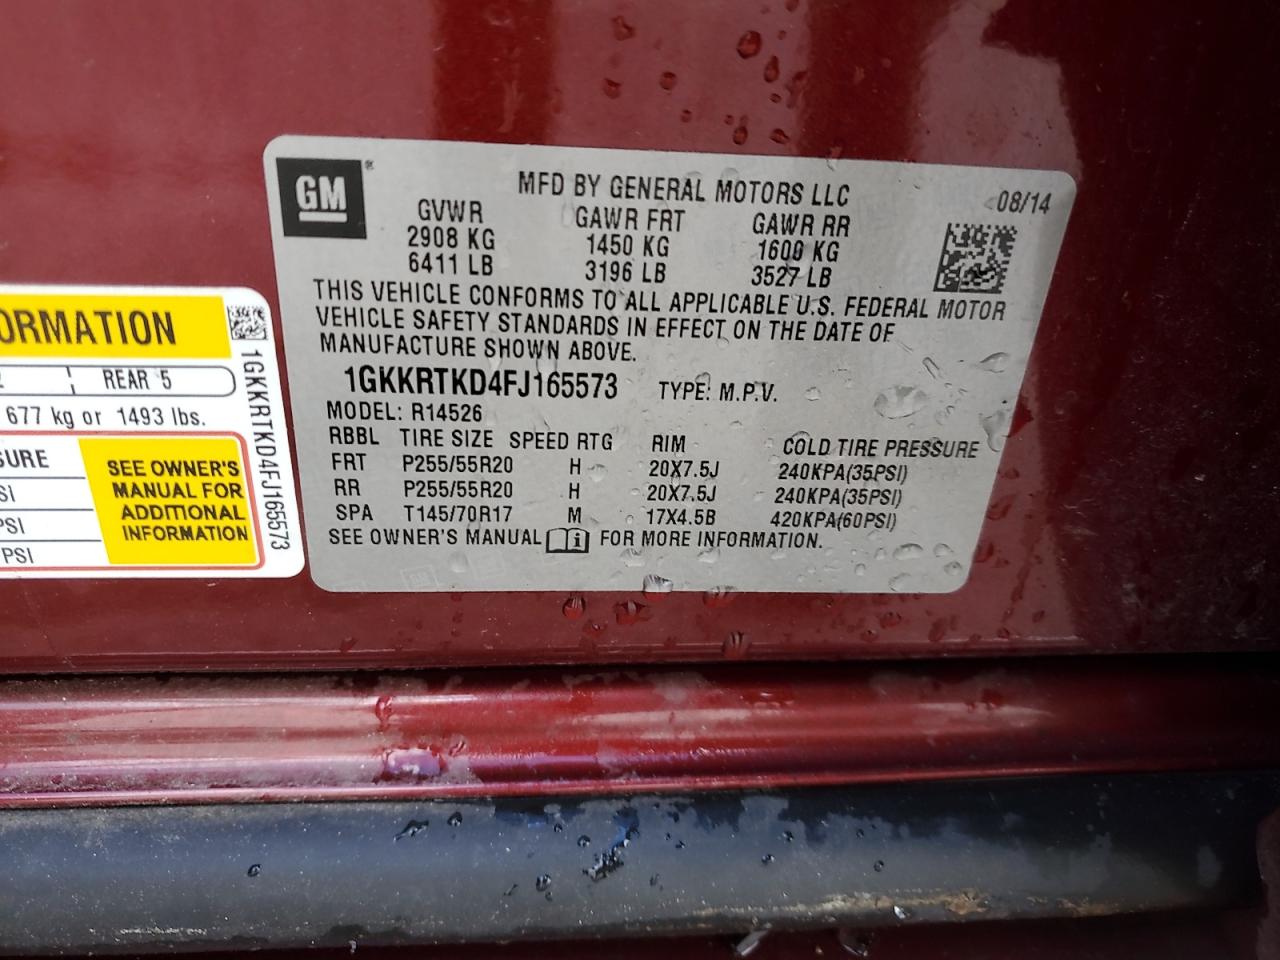 GM®
MFD BY GENERAL MOTORS LLC
08/14
GVWR GAWR FRT GAWR RR
2908 KG 1450 KG 1600 KG
6411 LB 3196 LB 3527 LB
THIS VEHICLE CONFORMS TO ALL APPLICABLE U.S. FEDERAL MOTOR
VEHICLE SAFETY STANDARDS IN EFFECT ON THE DATE OF
MANUFACTURE SHOWN ABOVE.
1GKKRTKD4FJ165573 TYPE: M.P.V.
MODEL: R14526
RBBL TIRE SIZE SPEED RTG RIM COLD TIRE PRESSURE
FRT P255/55R20 H 20X7.5J 240KPA(35PSI)
RR P255/55R20 H 20X7.5J 240KPA(35PSI)
SPA T145/70R17 M 17X4.5B 420KPA(60PSI)
SEE OWNER'S MANUAL i FOR MORE INFORMATION.
ORMATION
REAR 5
677 kg or 1493 lbs.
SURE
SI
PSI
PSI
SEE OWNER'S
MANUAL FOR
ADDITIONAL
INFORMATION
1GKKRTKD4FJ165573